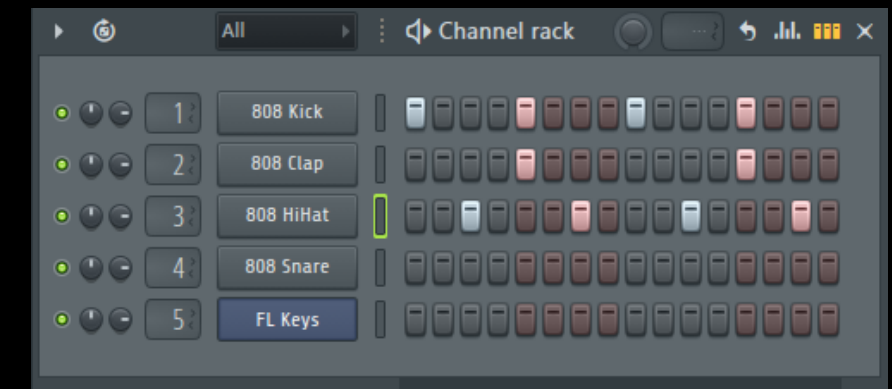 All
Channel rack
---
1 808 Kick
2 808 Clap
3 808 HiHat
4 808 Snare
5 FL Keys